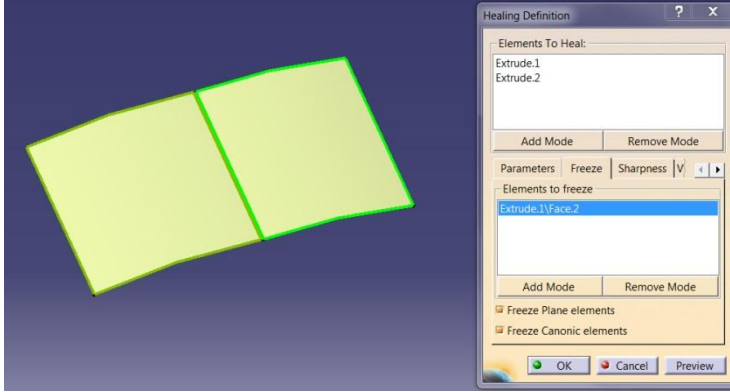 Healing Definition ? X
Elements To Heal:
Extrude.1
Extrude.2
Add Mode Remove Mode
Parameters Freeze Sharpness V
Elements to freeze
Extrude.1\Face.2
Add Mode Remove Mode
Freeze Plane elements
Freeze Canonic elements
OK Cancel Preview